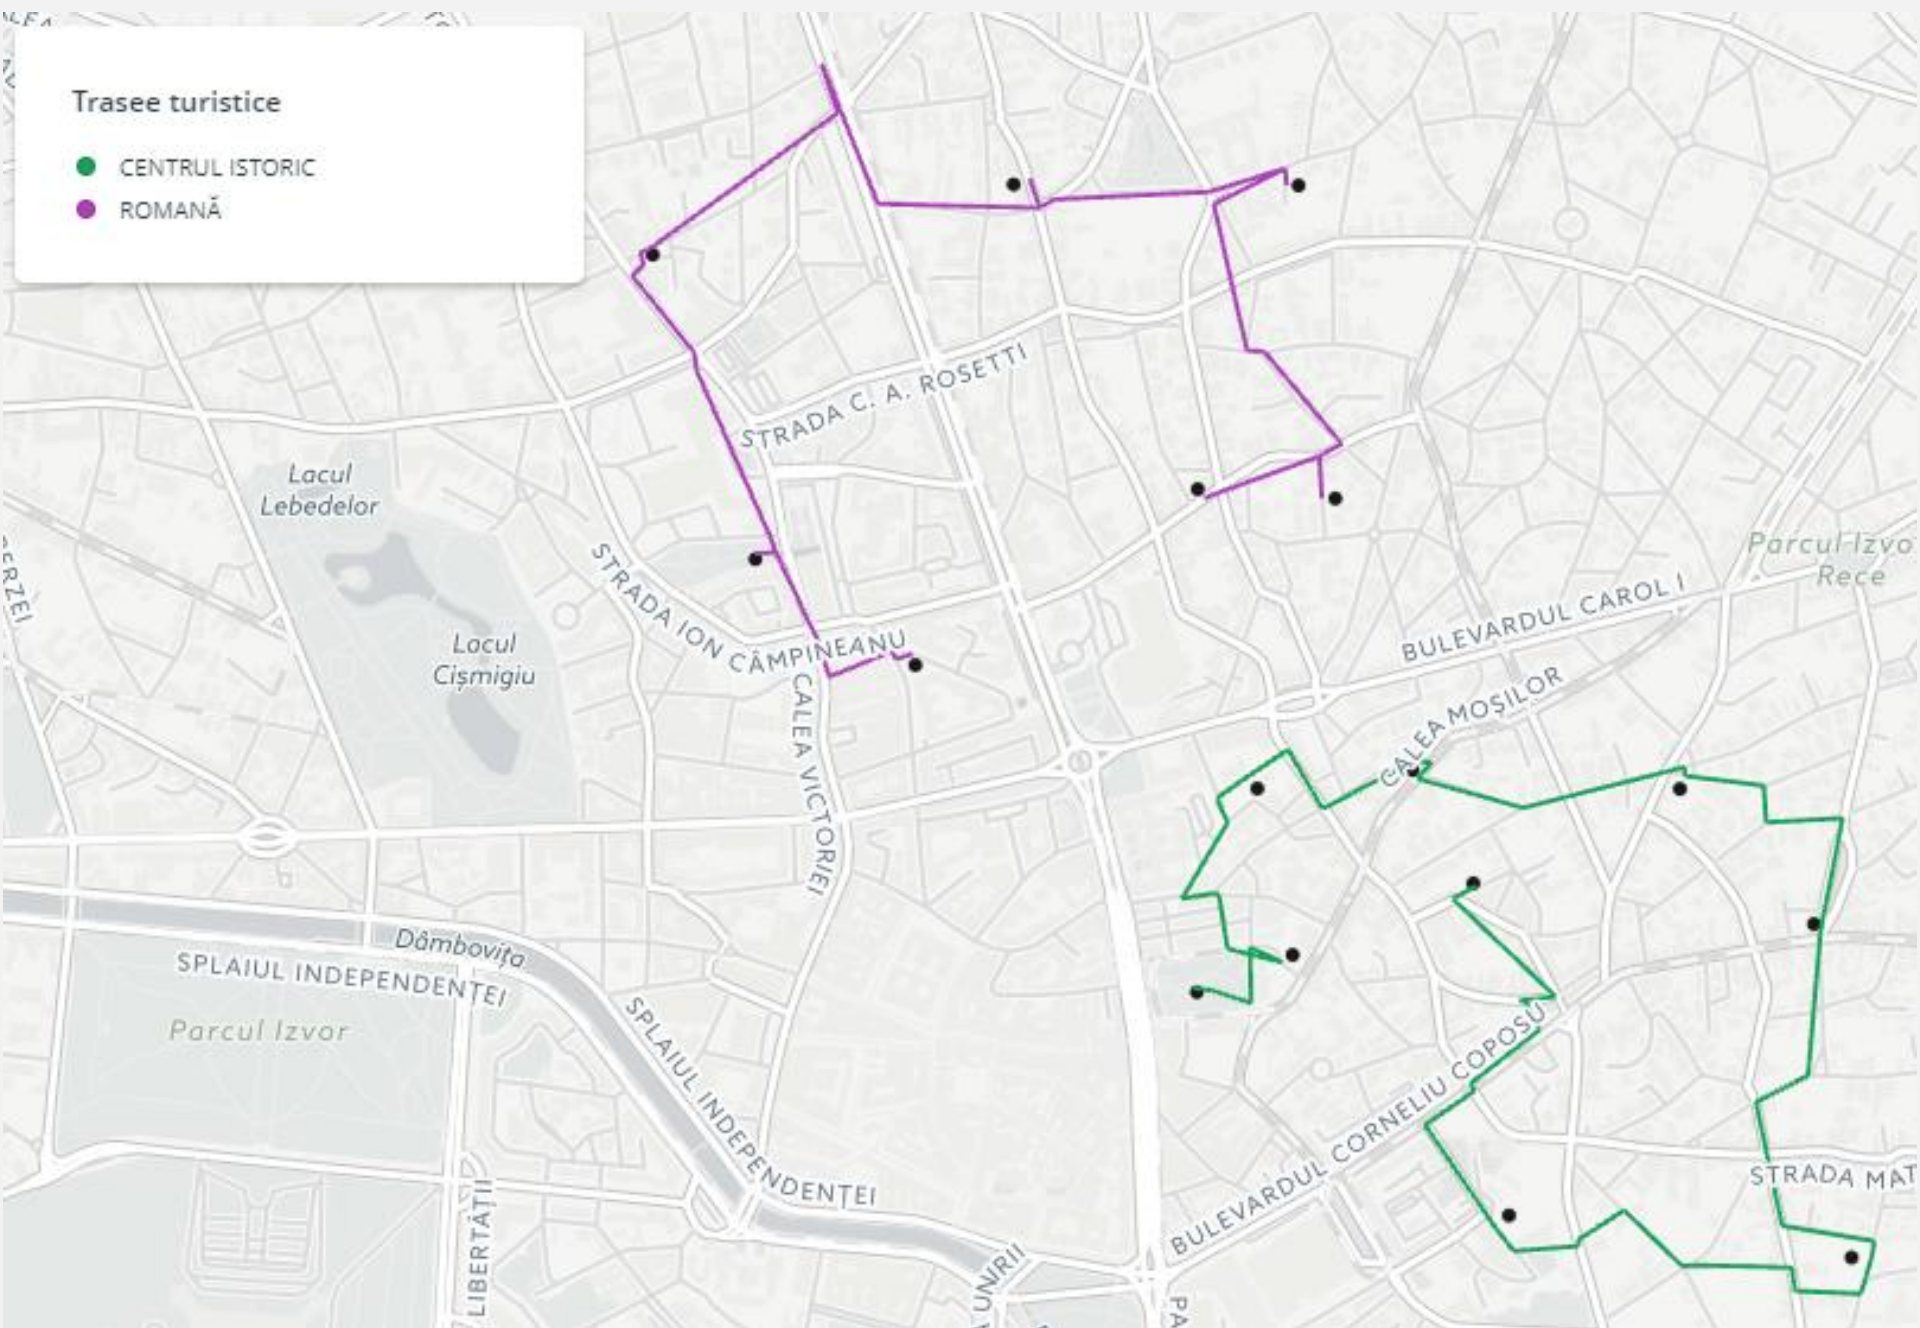 Trasee turistice
CENTRUL ISTORIC
ROMANĂ
STRADA C. A. ROSETTI
Lacul
Lebedelor
STRADA ION CÂMPINEANU
Lacul
Cișmigiu
CALEA VICTORIEI
Parcul Izvo
Rece
BULEVARDUL CAROL I
CALEA MOȘILOR
Dâmbovița
SPLAIUL INDEPENDENȚEI
Parcul Izvor
SPLAIUL INDEPENDENȚEI
BULEVARDUL CORNELIU COPOSU
STRADA MAT
LIBERTĂȚII
UNIRII
PA